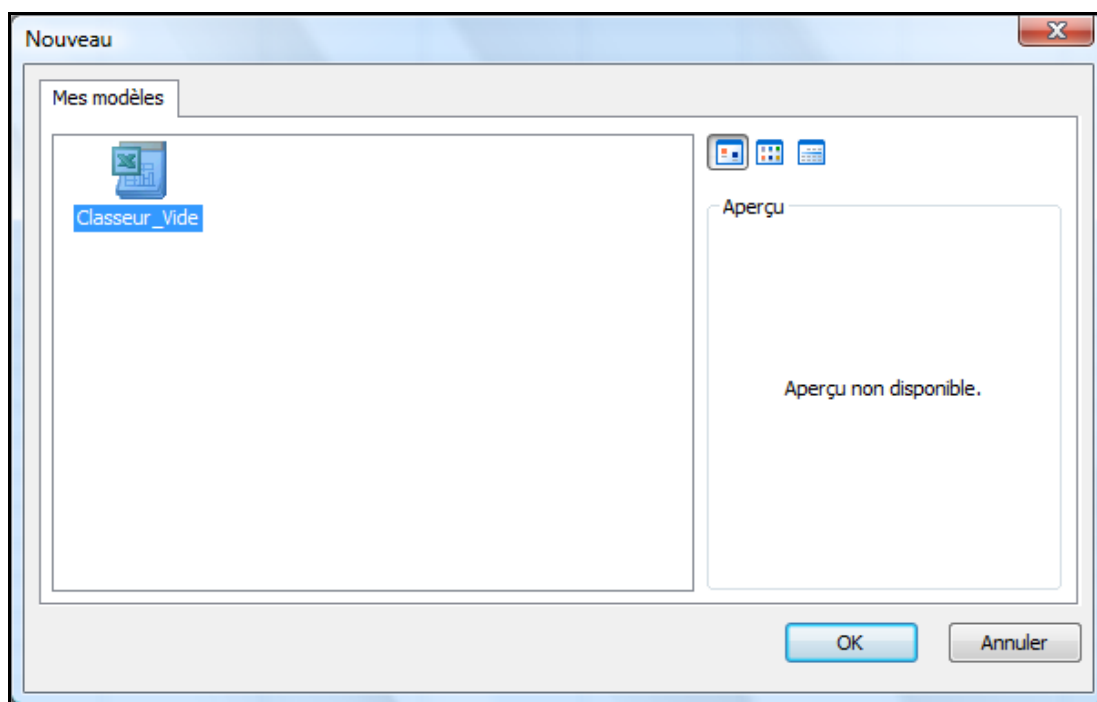 Nouveau
Mes modèles
Classeur_Vide
Aperçu
Aperçu non disponible.
OK
Annuler